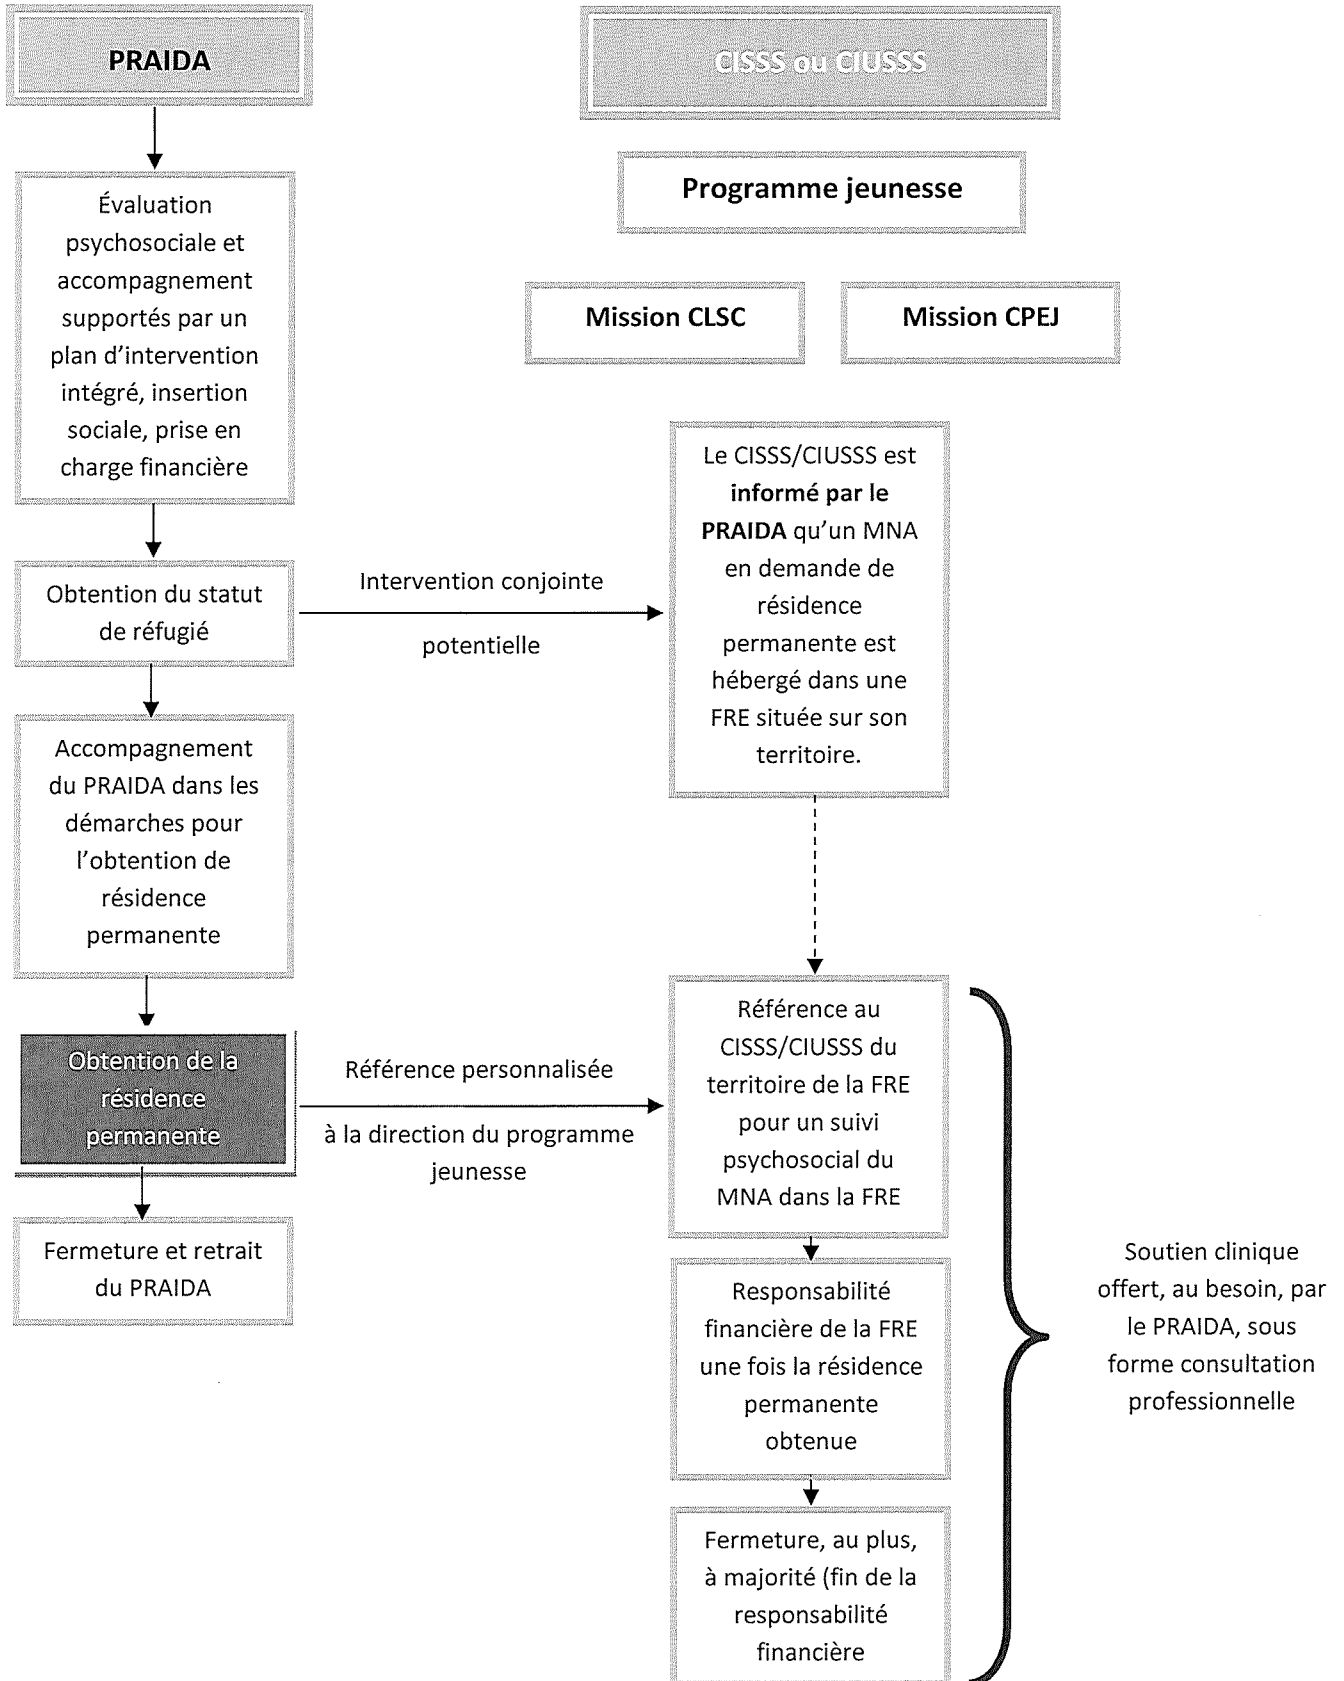 PRAIDA
Évaluation
psychosociale et
accompagnement
supportés par un
plan d'intervention
intégré, insertion
sociale, prise en
charge financière
Obtention du statut
de réfugié
Accompagnement
du PRAIDA dans les
démarches pour
l'obtention de
résidence
permanente
Obtention de la
résidence
permanente
Fermeture et retrait
du PRAIDA
Intervention conjointe
potentielle
Référence personnalisée
à la direction du programme
jeunesse
CISSS ou CIUSSS
Programme jeunesse
Mission CLSC
Mission CPEJ
Le CISSS/CIUSSS est
informé par le
PRAIDA qu'un MNA
en demande de
résidence
permanente est
hébergé dans une
FRE située sur son
territoire.
Référence au
CISSS/CIUSSS du
territoire de la FRE
pour un suivi
psychosocial du
MNA dans la FRE
Responsabilité
financière de la FRE
une fois la résidence
permanente
obtenue
Fermeture, au plus,
à majorité (fin de la
responsabilité
financière
Soutien clinique
offert, au besoin, par
le PRAIDA, sous
forme consultation
professionnelle